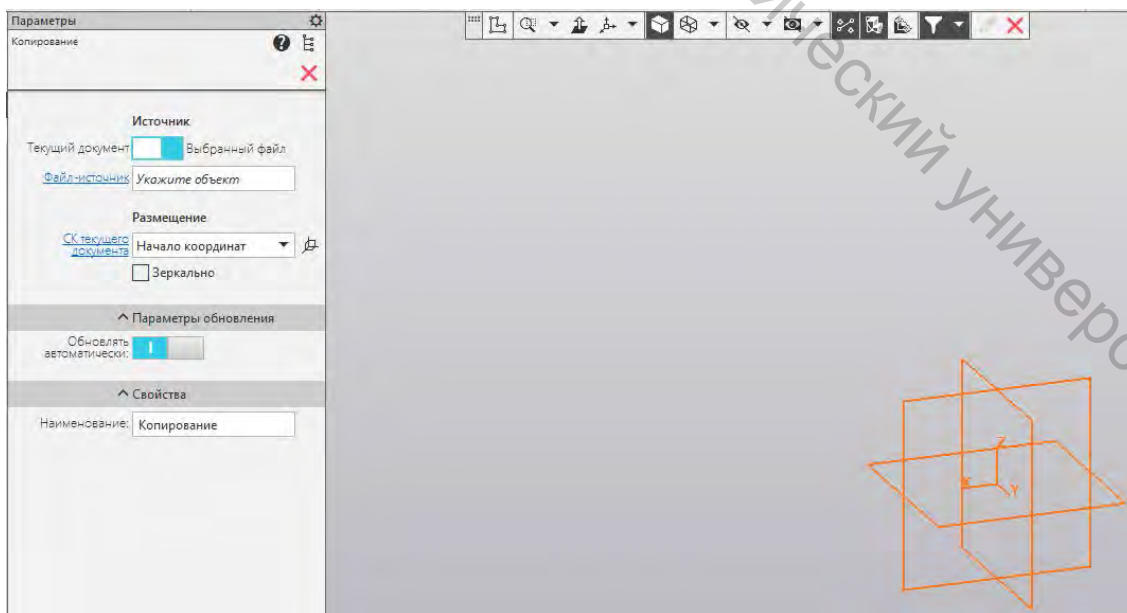 Параметры
Копирование
Источник
Текущий документ Выбранный файл
Файл-источник Укажите объект
Размещение
СК текущего
документа Начало координат
Зеркально
Параметры обновления
Обновлять
автоматически:
Свойства
Наименование: Копирование
Z
X
Y